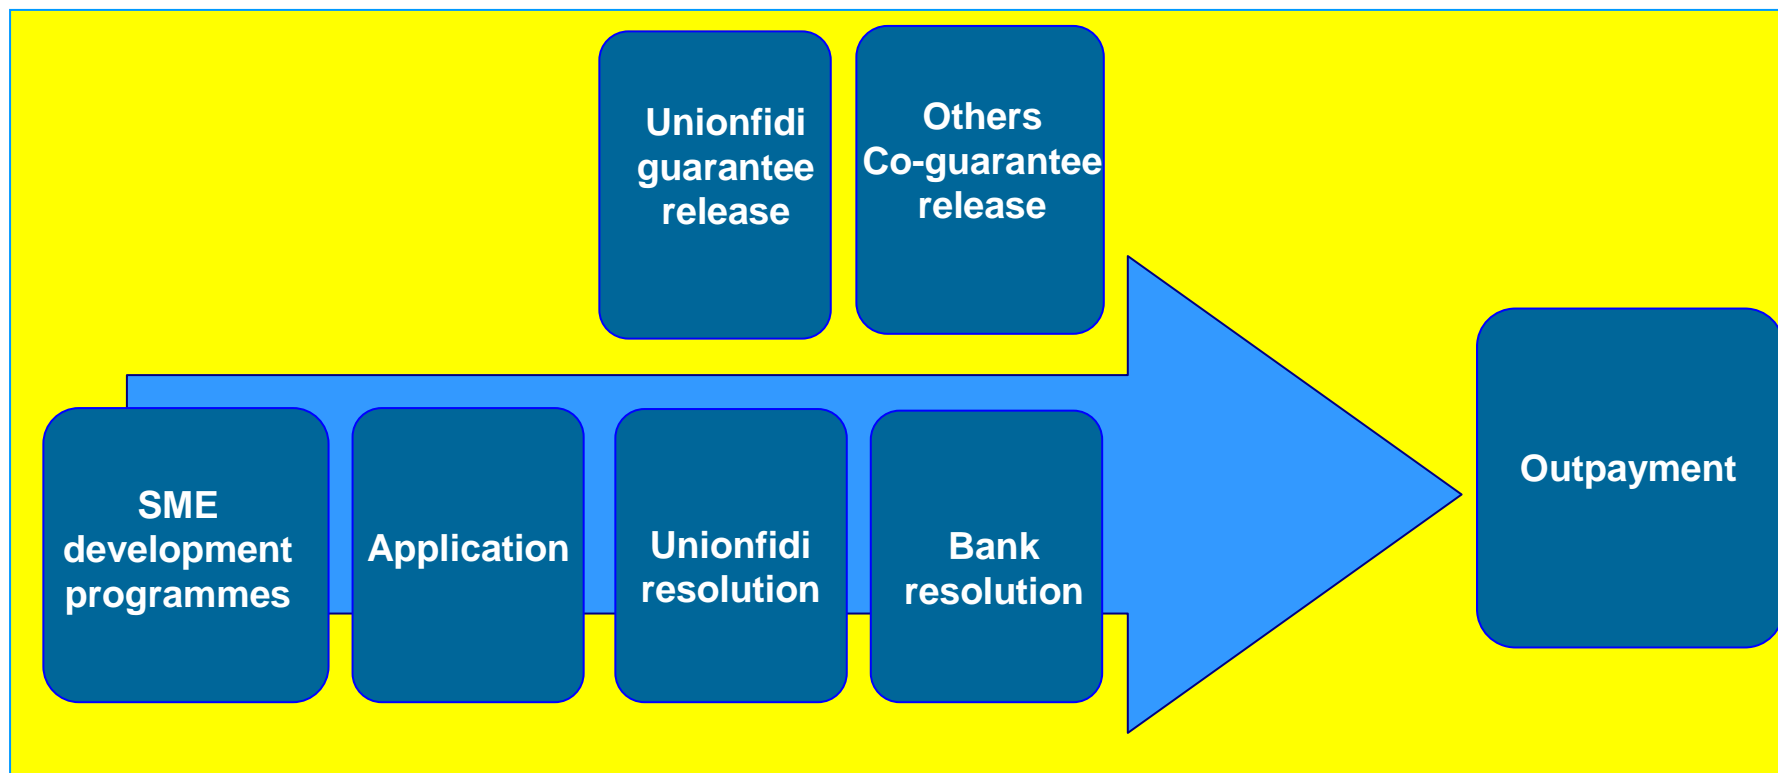 Unionfidi
guarantee
release
Others
Co-guarantee
release
SME
development
programmes
Application
Unionfidi
resolution
Bank
resolution
Outpayment